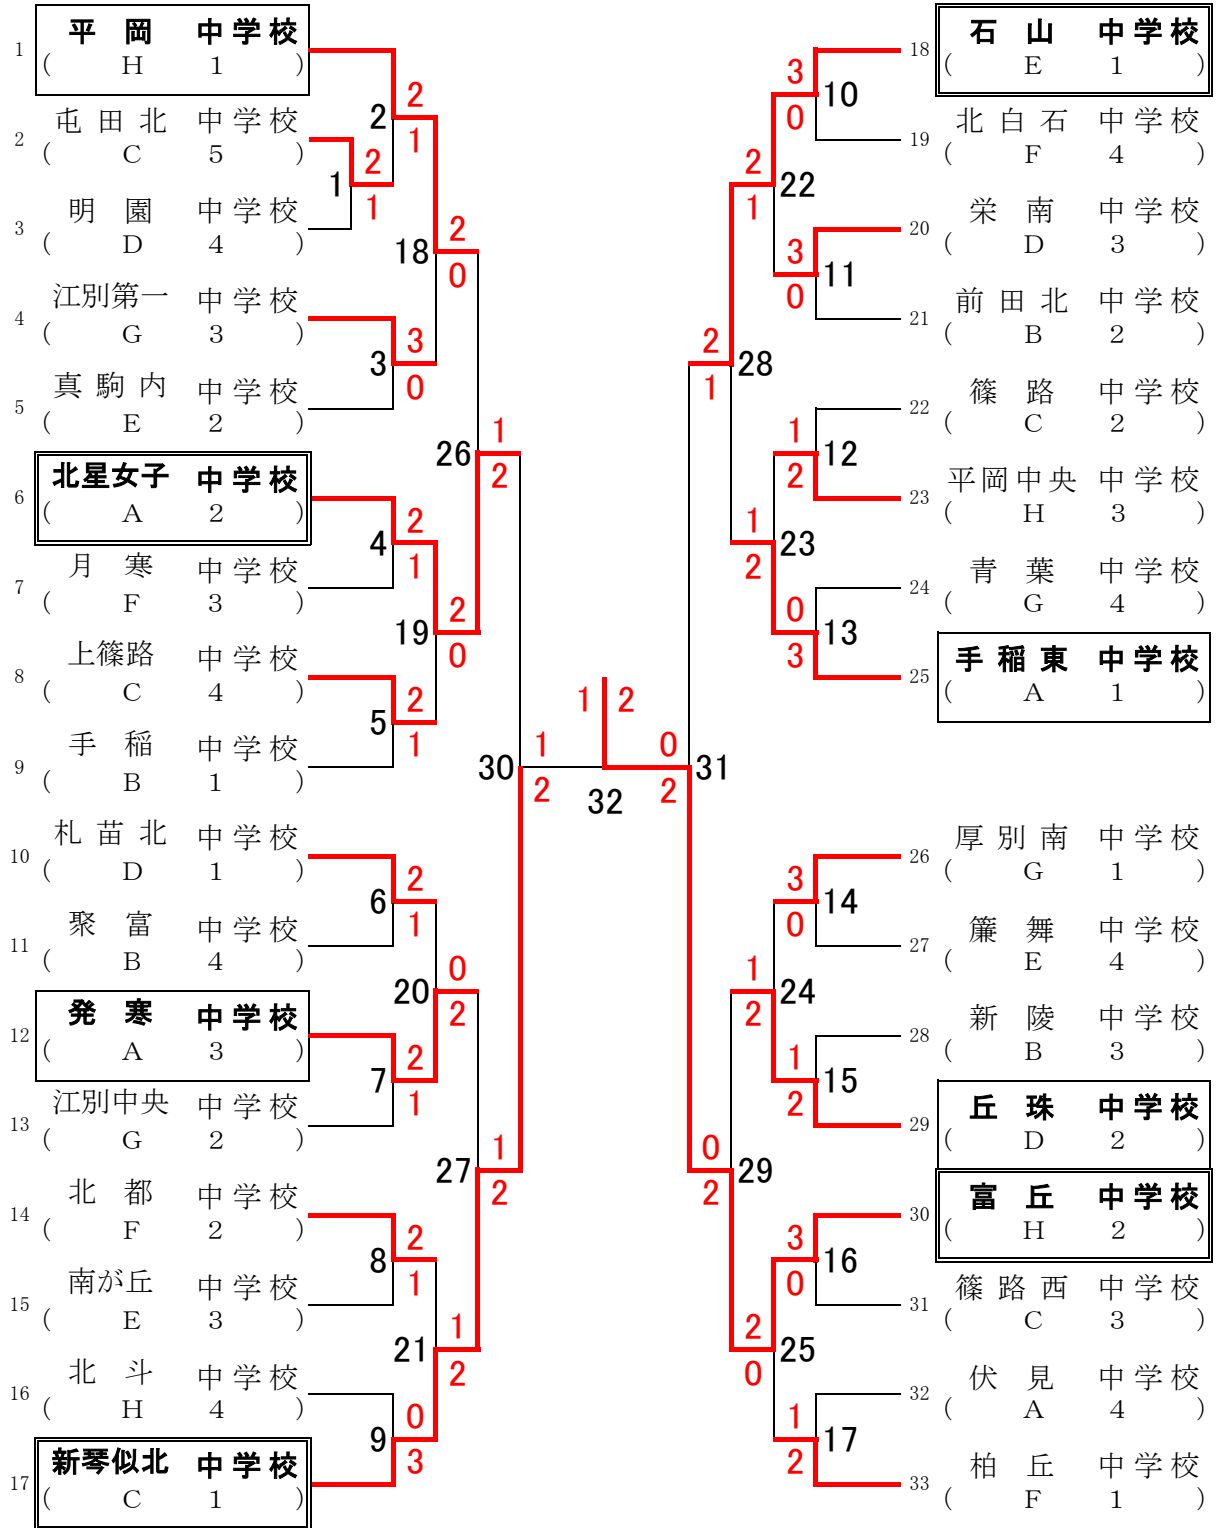 1 平岡 中学校
( H 1 )
2 屯田北 中学校
( C 5 )
3 明園 中学校
( D 4 )
4 江別第一 中学校
( G 3 )
5 真駒内 中学校
( E 2 )
6 北星女子 中学校
( A 2 )
7 月寒 中学校
( F 3 )
8 上篠路 中学校
( C 4 )
9 手稲 中学校
( B 1 )
10 札苗北 中学校
( D 1 )
11 聚富 中学校
( B 4 )
12 発寒 中学校
( A 3 )
13 江別中央 中学校
( G 2 )
14 北都 中学校
( F 2 )
15 南が丘 中学校
( E 3 )
16 北斗 中学校
( H 4 )
17 新琴似北 中学校
( C 1 )
1 2 1
2 2 1
3 3 0
4 2 1
5 2 1
6 2 1
7 2 1
8 2 1
9 0 3
18 2 0
19 2 0
20 0 2
21 1 2
26 1 2
27 1 2
30 1 2
32 1 2
31 0 2
28 2 1
29 0 2
22 2 1
23 1 2
24 1 2
25 2 0
10 3 0
11 3 0
12 1 2
13 0 3
14 3 0
15 1 2
16 3 0
17 1 2
18 石山 中学校
( E 1 )
19 北白石 中学校
( F 4 )
20 栄南 中学校
( D 3 )
21 前田北 中学校
( B 2 )
22 篠路 中学校
( C 2 )
23 平岡中央 中学校
( H 3 )
24 青葉 中学校
( G 4 )
25 手稲東 中学校
( A 1 )
26 厚別南 中学校
( G 1 )
27 簾舞 中学校
( E 4 )
28 新陵 中学校
( B 3 )
29 丘珠 中学校
( D 2 )
30 富丘 中学校
( H 2 )
31 篠路西 中学校
( C 3 )
32 伏見 中学校
( A 4 )
33 柏丘 中学校
( F 1 )